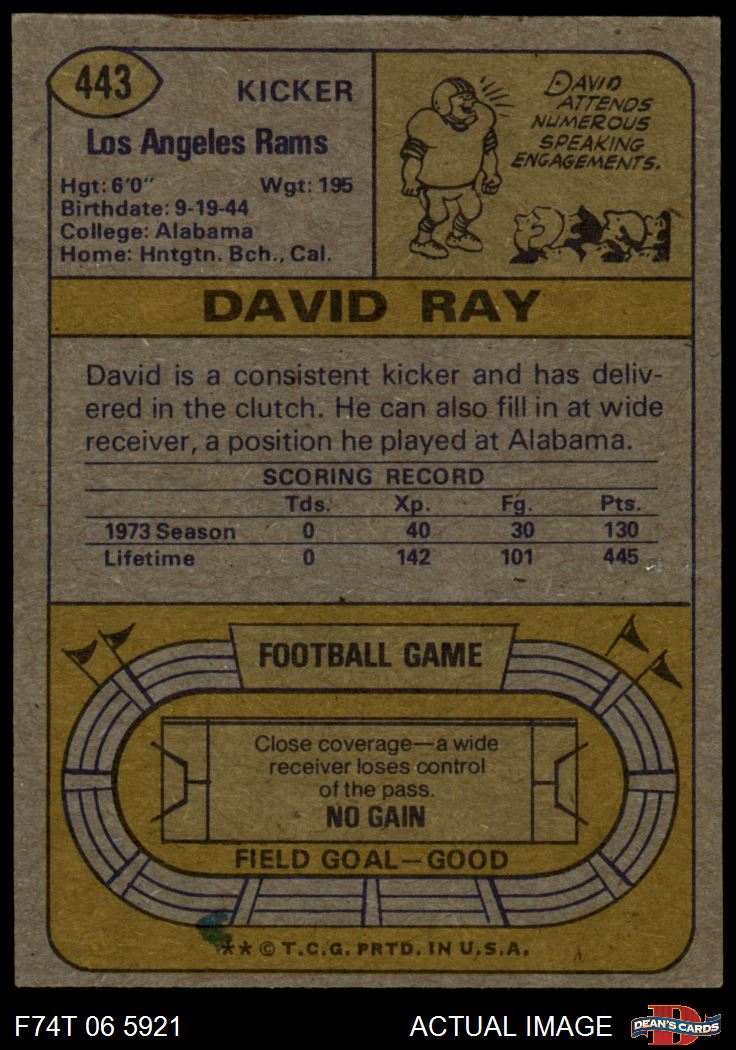 443
KICKER
Los Angeles Rams
Hgt: 6'0" Wgt: 195
Birthdate: 9-19-44
College: Alabama
Home: Hntgtn. Bch., Cal.
DAVID
ATTENDS
NUMEROUS
SPEAKING
ENGAGEMENTS.
DAVID RAY
David is a consistent kicker and has deliv-
ered in the clutch. He can also fill in at wide
receiver, a position he played at Alabama.
SCORING RECORD
Tds. Xp. Fg. Pts.
1973 Season 0 40 30 130
Lifetime 0 142 101 445
FOOTBALL GAME
Close coverage—a wide
receiver loses control
of the pass.
NO GAIN
FIELD GOAL—GOOD
** © T.C.G. PRTD. IN U.S.A.
F74T 06 5921 ACTUAL IMAGE
DEAN'S CARDS